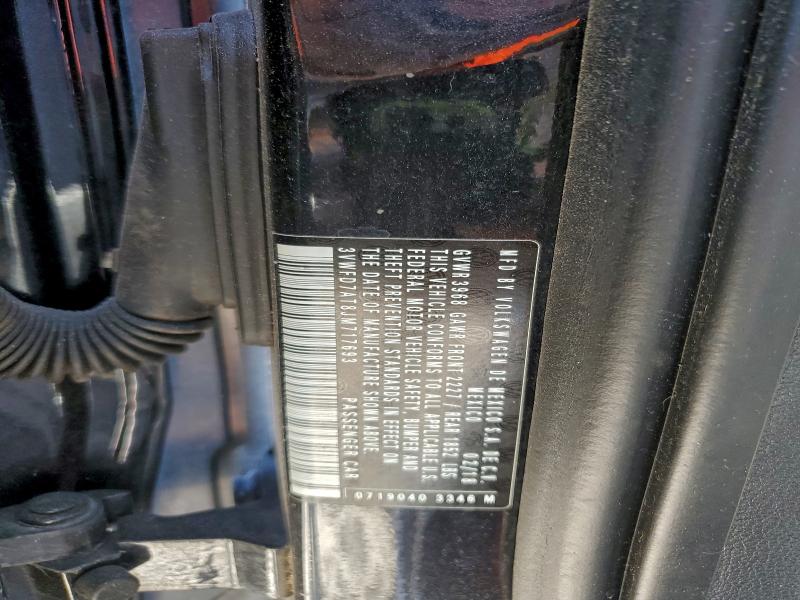 MFD BY VOLKSWAGEN DE MEXICO S.A. DE C.V.
MEXICO 07/18
GVWR 3968 GAWR FRONT 2227 / REAR 1852 LBS
THIS VEHICLE CONFORMS TO ALL APPLICABLE U.S.
FEDERAL MOTOR VEHICLE SAFETY, BUMPER AND
THEFT PREVENTION STANDARDS IN EFFECT ON
THE DATE OF MANUFACTURE SHOWN ABOVE.
PASSENGER CAR
0719040 3346 M